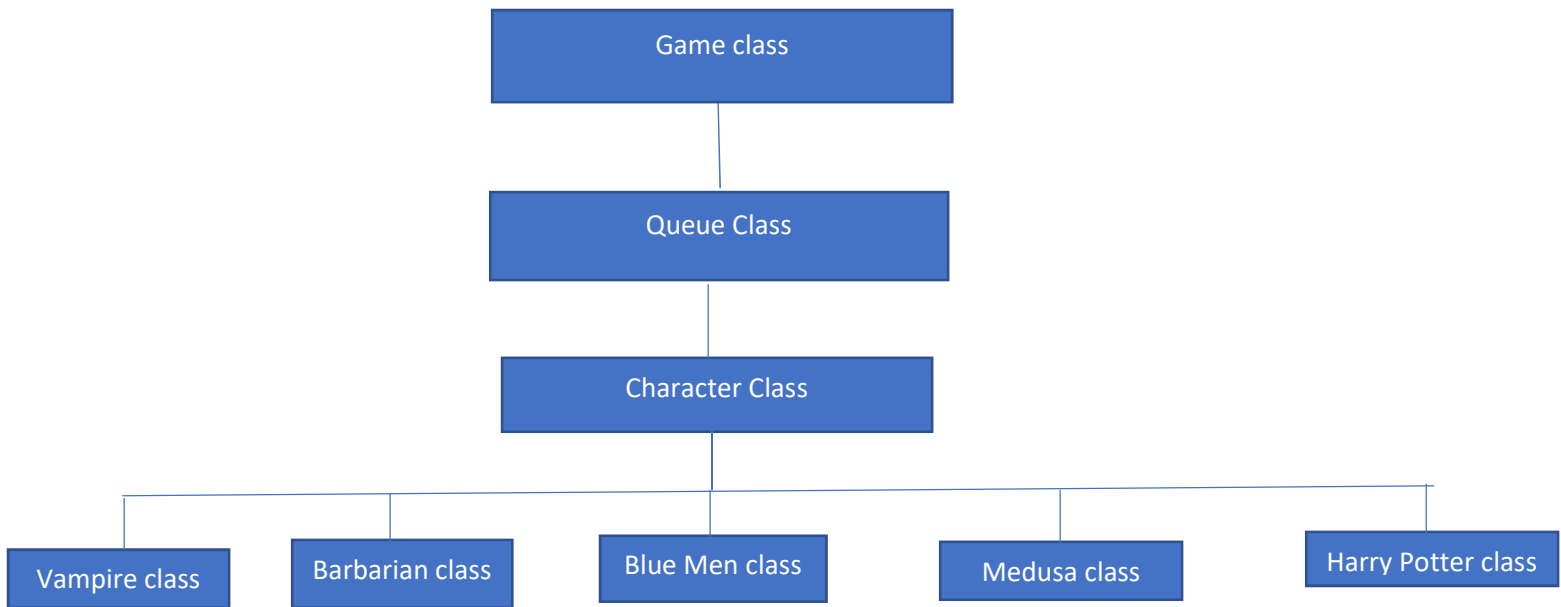 Game class
Queue Class
Character Class
Vampire class
Barbarian class
Blue Men class
Medusa class
Harry Potter class